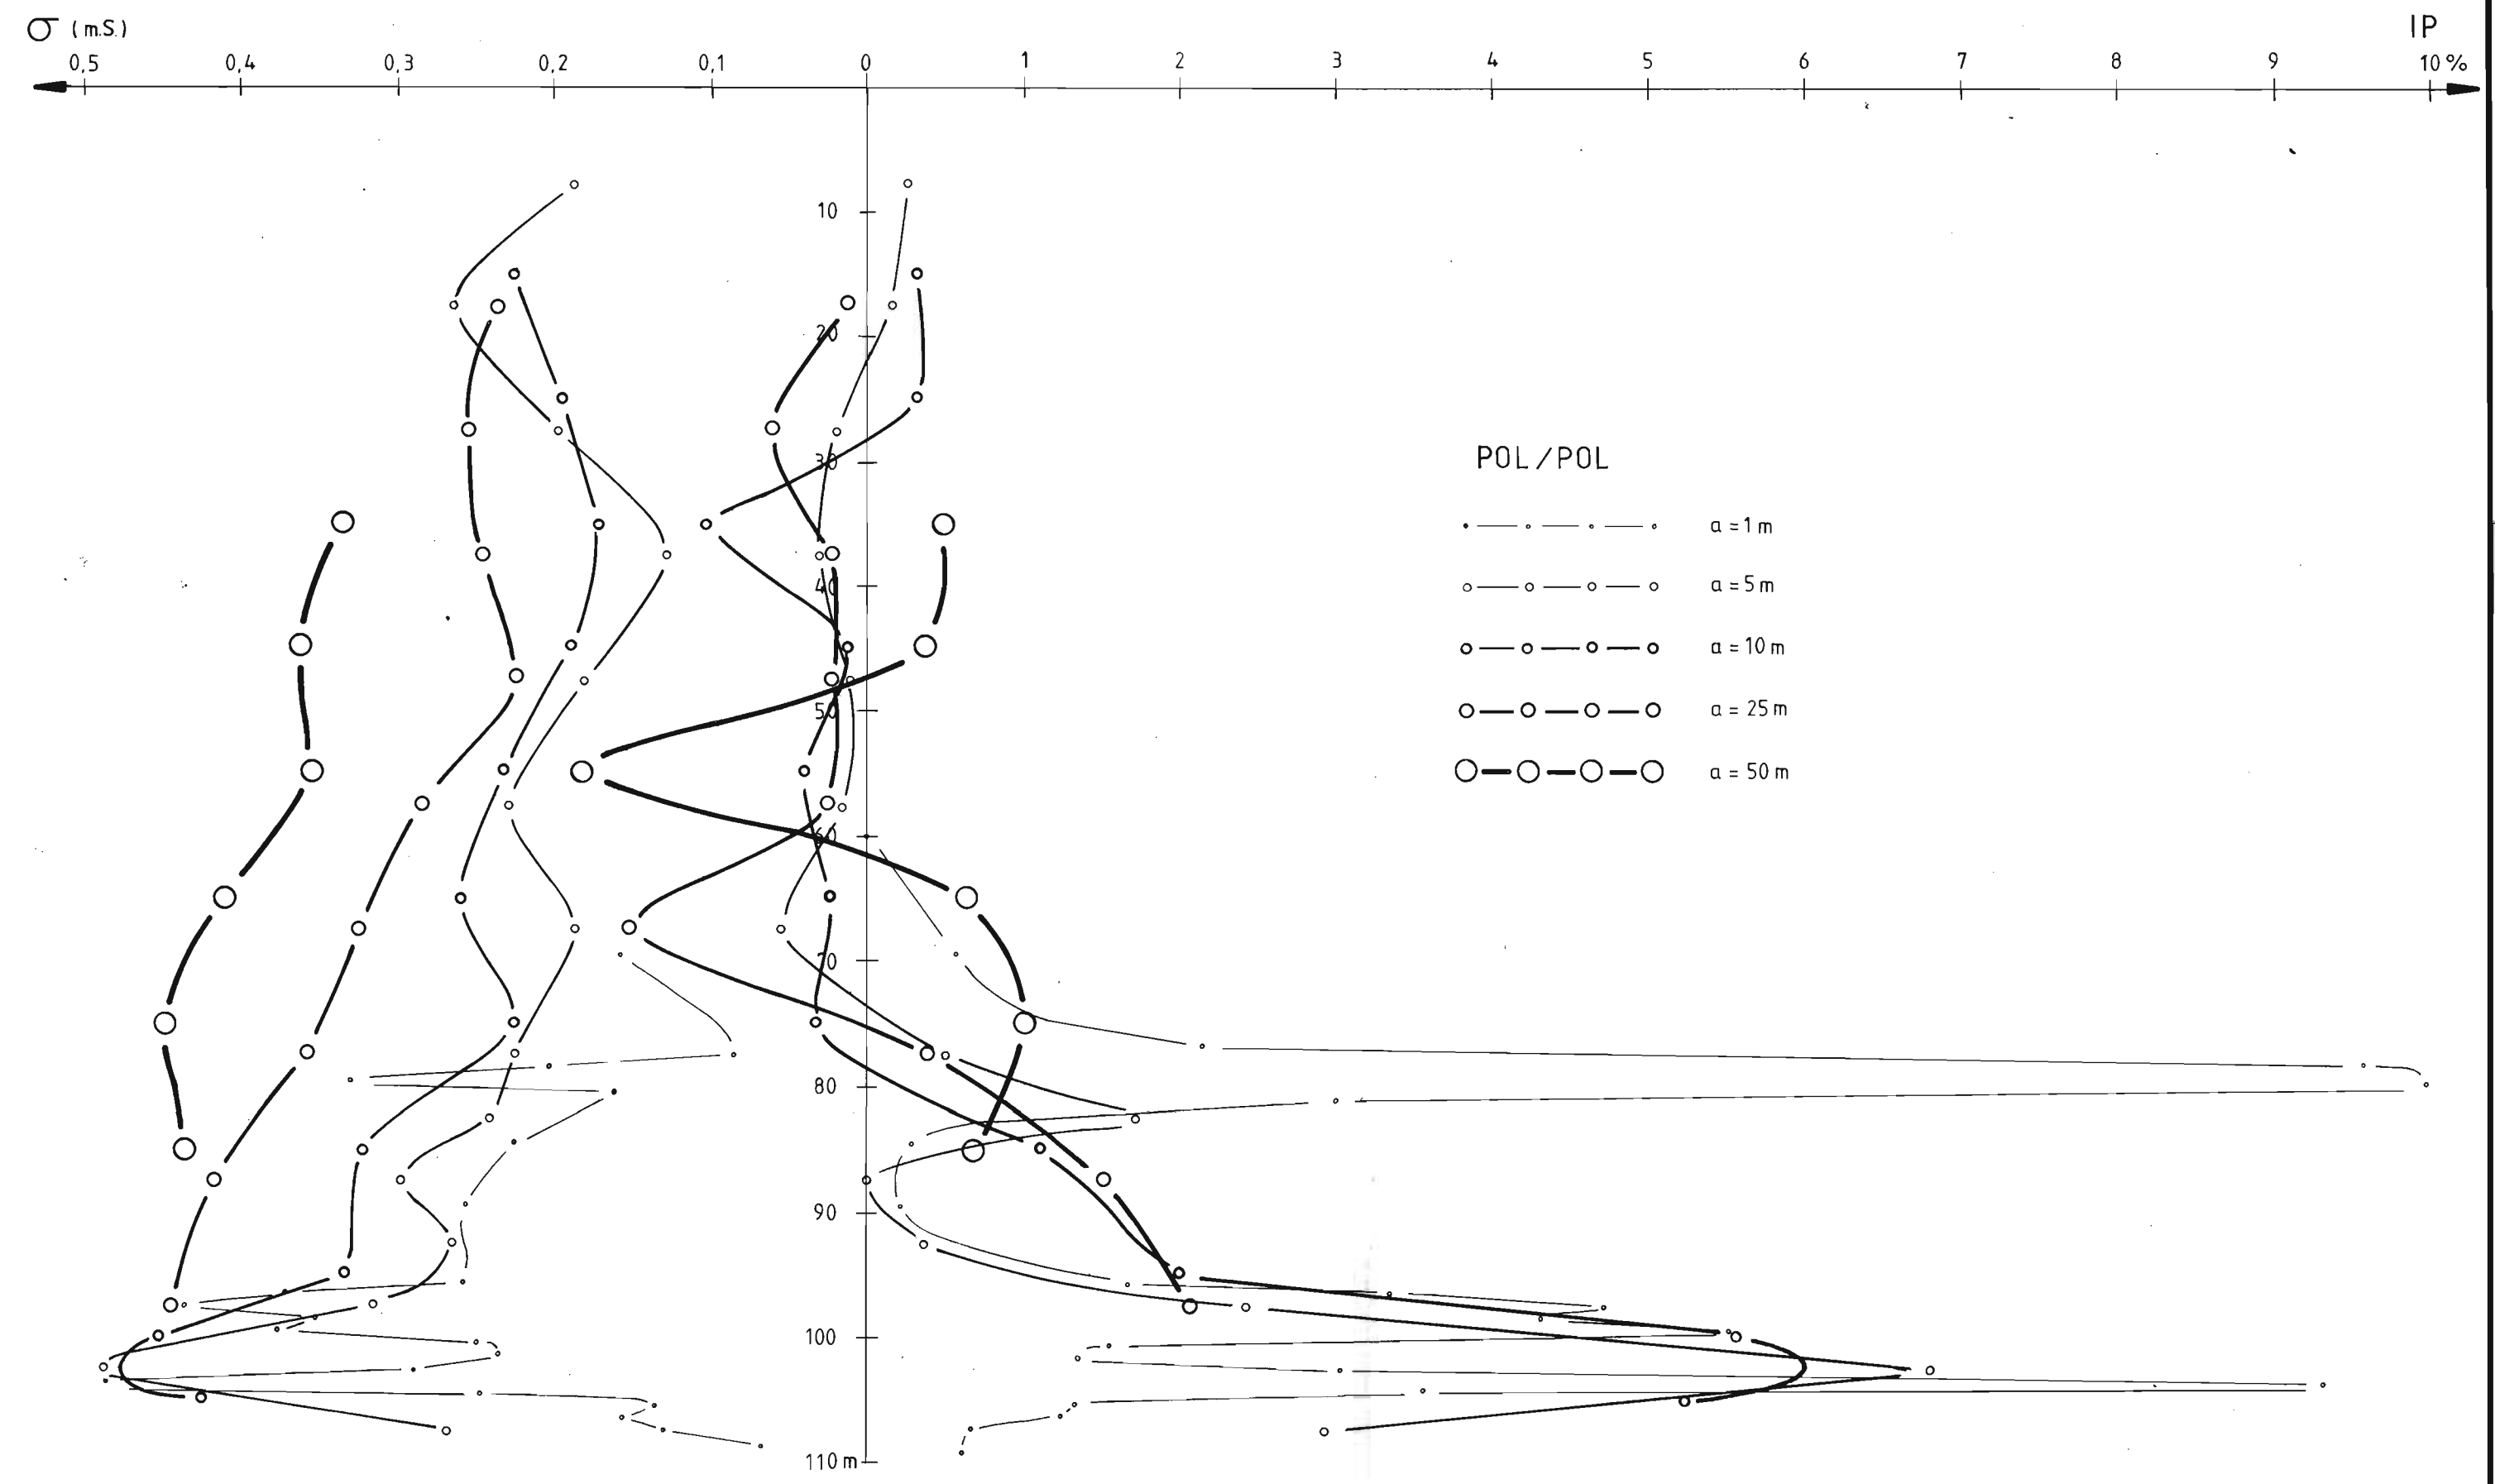 σ (m.S.) IP
0,5 0,4 0,3 0,2 0,1 0 1 2 3 4 5 6 7 8 9 10 %
10
20
30
40
50
60
70
80
90
100
110 m
POL/POL
a = 1 m
a = 5 m
a = 10 m
a = 25 m
a = 50 m